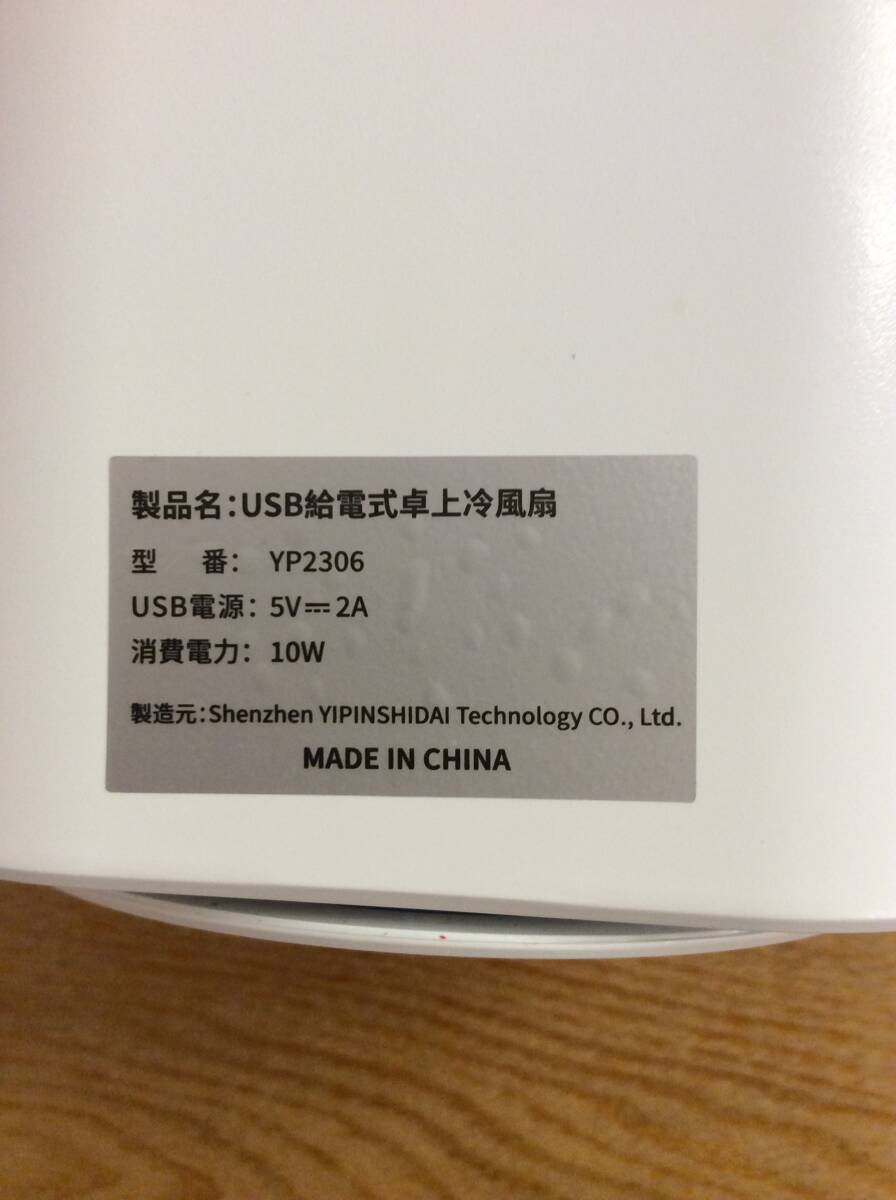 製品名：USB給電式卓上冷風扇
型　番： YP2306
USB電源： 5V⎓2A
消費電力： 10W
製造元：Shenzhen YIPINSHIDAI Technology CO., Ltd.
MADE IN CHINA